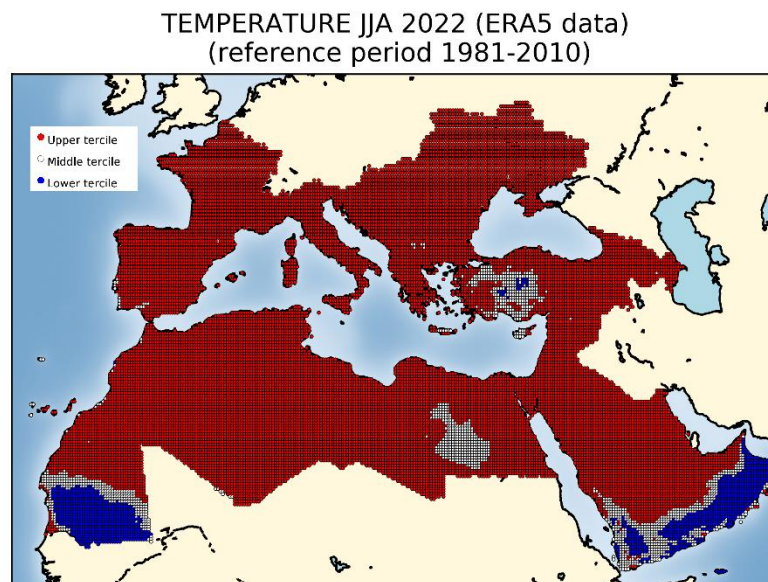 TEMPERATURE JJA 2022 (ERA5 data)
(reference period 1981-2010)
Upper tercile
Middle tercile
Lower tercile